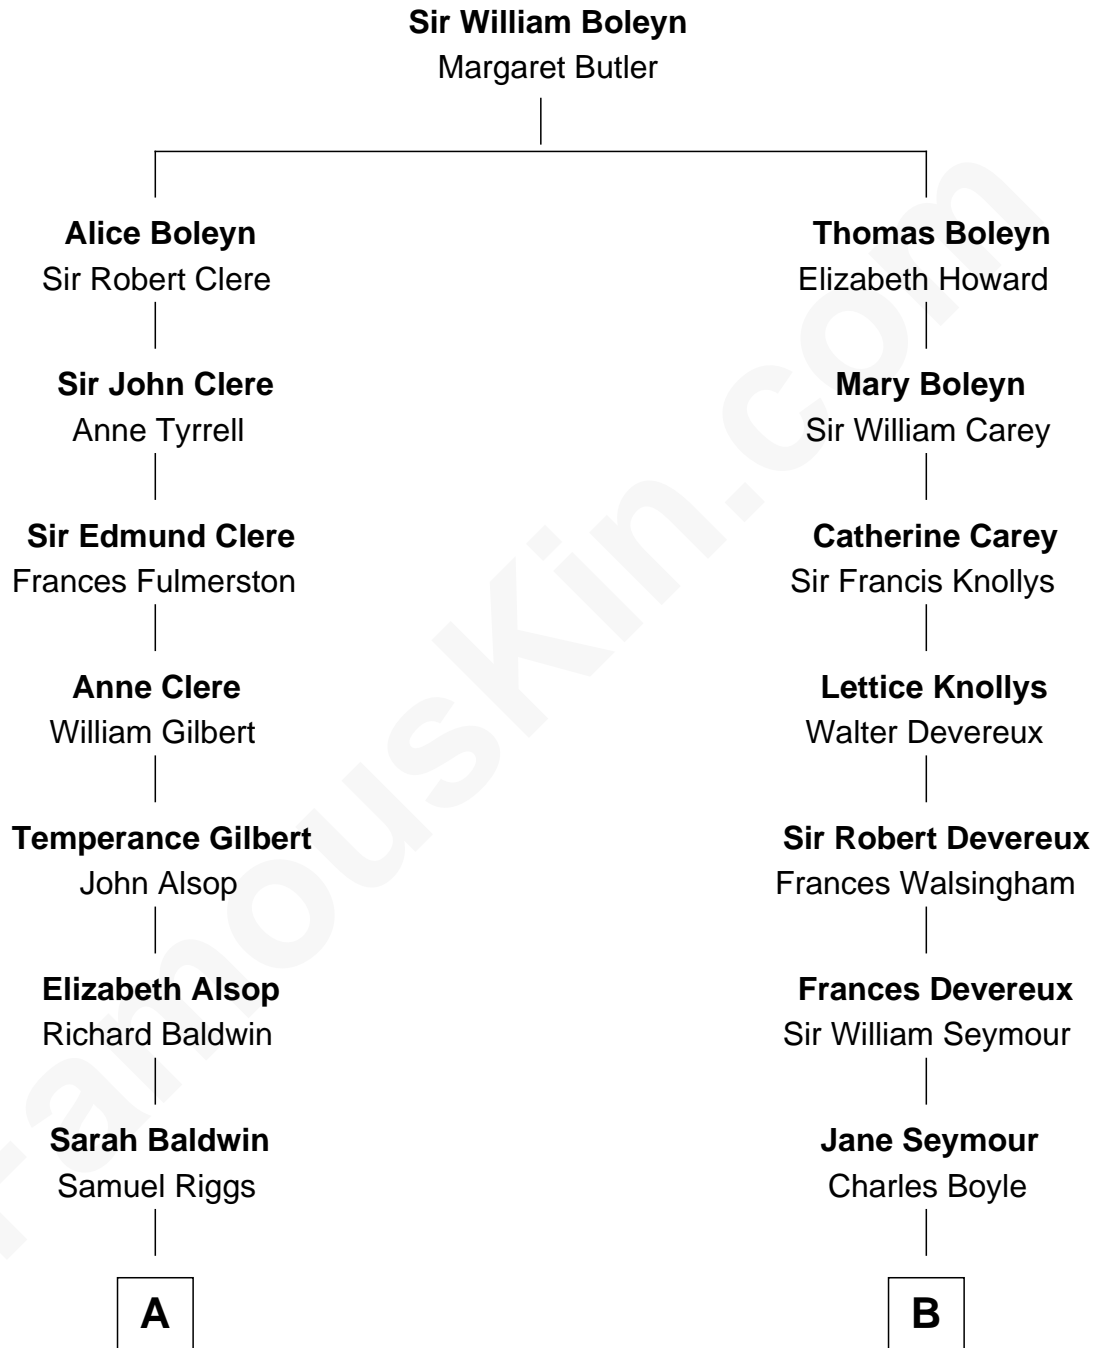 Sir William Boleyn
Margaret Butler
Alice Boleyn
Sir Robert Clere
Thomas Boleyn
Elizabeth Howard
Sir John Clere
Anne Tyrrell
Mary Boleyn
Sir William Carey
Sir Edmund Clere
Frances Fulmerston
Catherine Carey
Sir Francis Knollys
Anne Clere
William Gilbert
Lettice Knollys
Walter Devereux
Temperance Gilbert
John Alsop
Sir Robert Devereux
Frances Walsingham
Elizabeth Alsop
Richard Baldwin
Frances Devereux
Sir William Seymour
Sarah Baldwin
Samuel Riggs
Jane Seymour
Charles Boyle
A
B
FamousKin.com